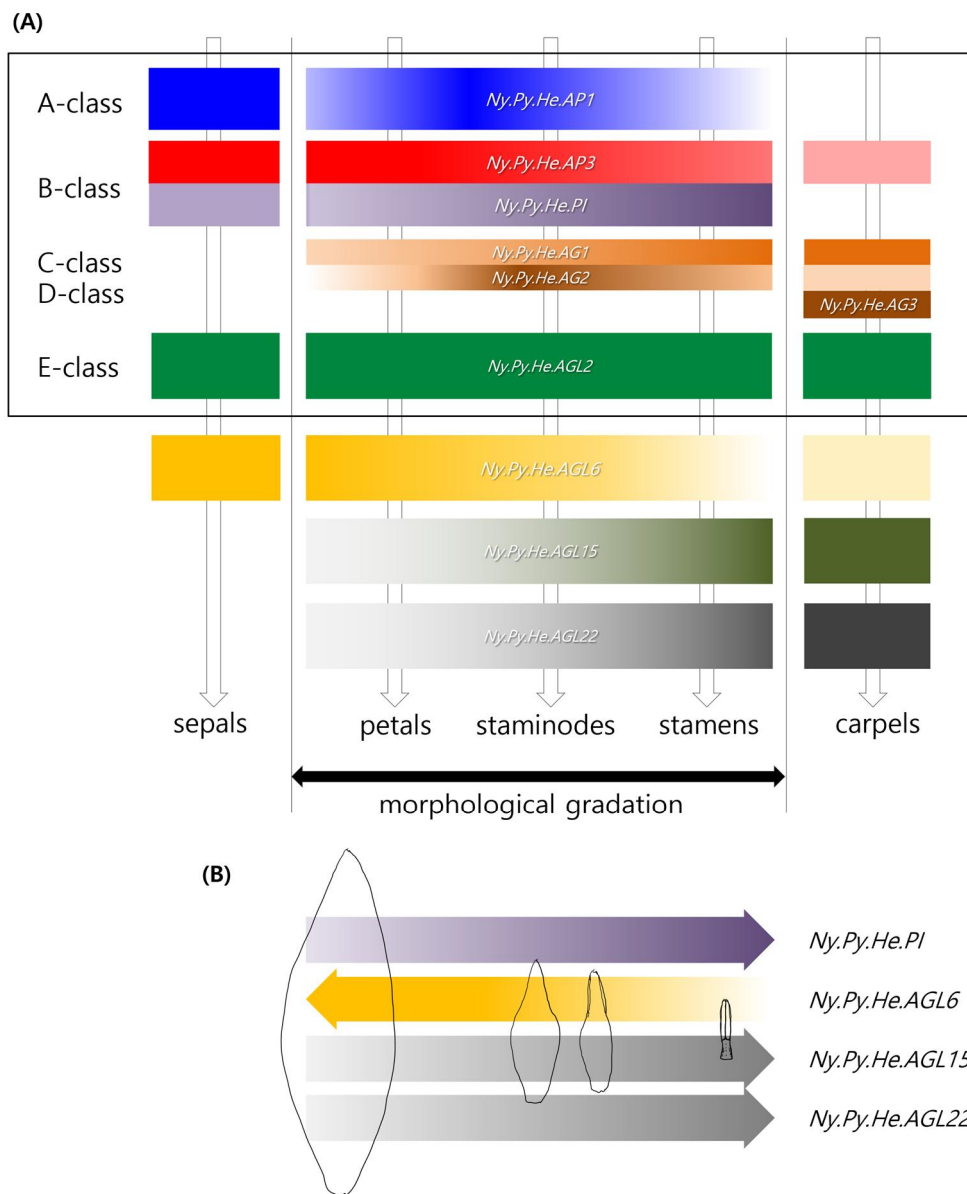 (A)
A-class
Ny.Py.He.AP1
B-class
Ny.Py.He.AP3
Ny.Py.He.PI
C-class
Ny.Py.He.AG1
D-class
Ny.Py.He.AG2
Ny.Py.He.AG3
E-class
Ny.Py.He.AGL2
Ny.Py.He.AGL6
Ny.Py.He.AGL15
Ny.Py.He.AGL22
sepals petals staminodes stamens carpels
morphological gradation
(B)
Ny.Py.He.PI
Ny.Py.He.AGL6
Ny.Py.He.AGL15
Ny.Py.He.AGL22